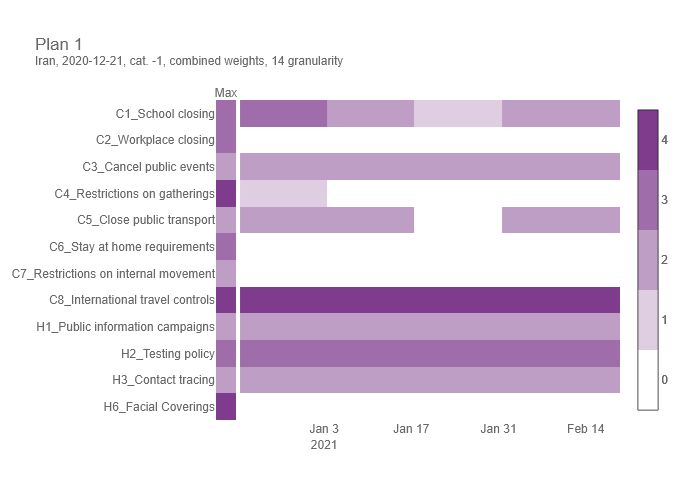 Plan 1
Iran, 2020-12-21, cat. -1, combined weights, 14 granularity
Max
C1_School closing
C2_Workplace closing
C3_Cancel public events
C4_Restrictions on gatherings
C5_Close public transport
C6_Stay at home requirements
C7_Restrictions on internal movement
C8_International travel controls
H1_Public information campaigns
H2_Testing policy
H3_Contact tracing
H6_Facial Coverings
Jan 3 Jan 17 Jan 31 Feb 14
2021
4
3
2
1
0